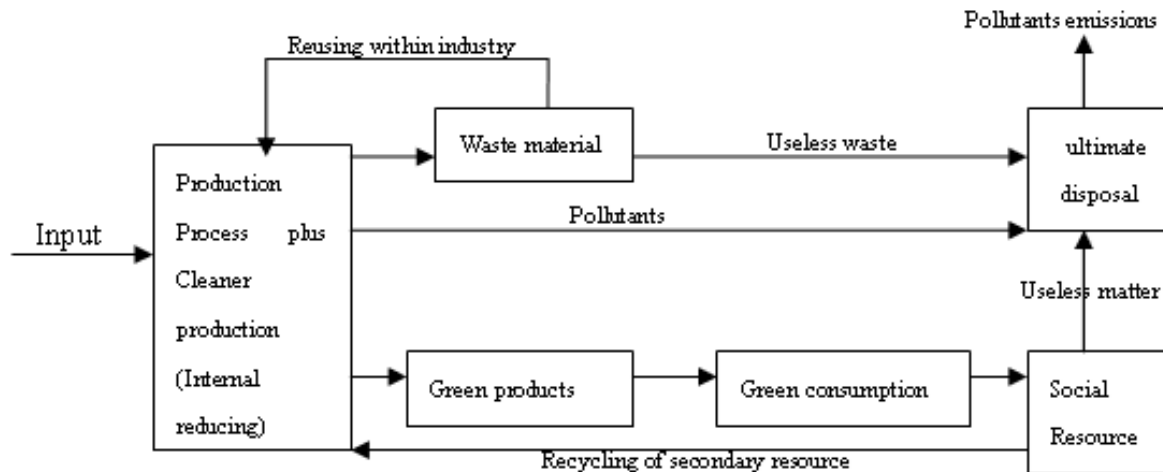 Pollutants emissions
Reusing within industry
Waste material
Useless waste
ultimate
disposal
Input
Production
Process plus
Cleaner
production
(Internal
reducing)
Pollutants
Useless matter
Green products
Green consumption
Social
Resource
Recycling of secondary resource